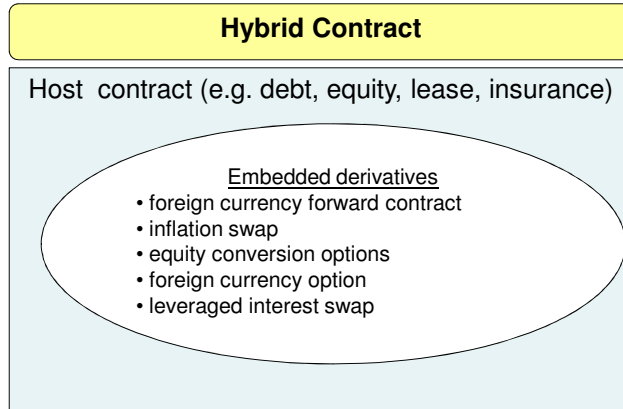 Hybrid Contract
Host contract (e.g. debt, equity, lease, insurance)
Embedded derivatives
• foreign currency forward contract
• inflation swap
• equity conversion options
• foreign currency option
• leveraged interest swap